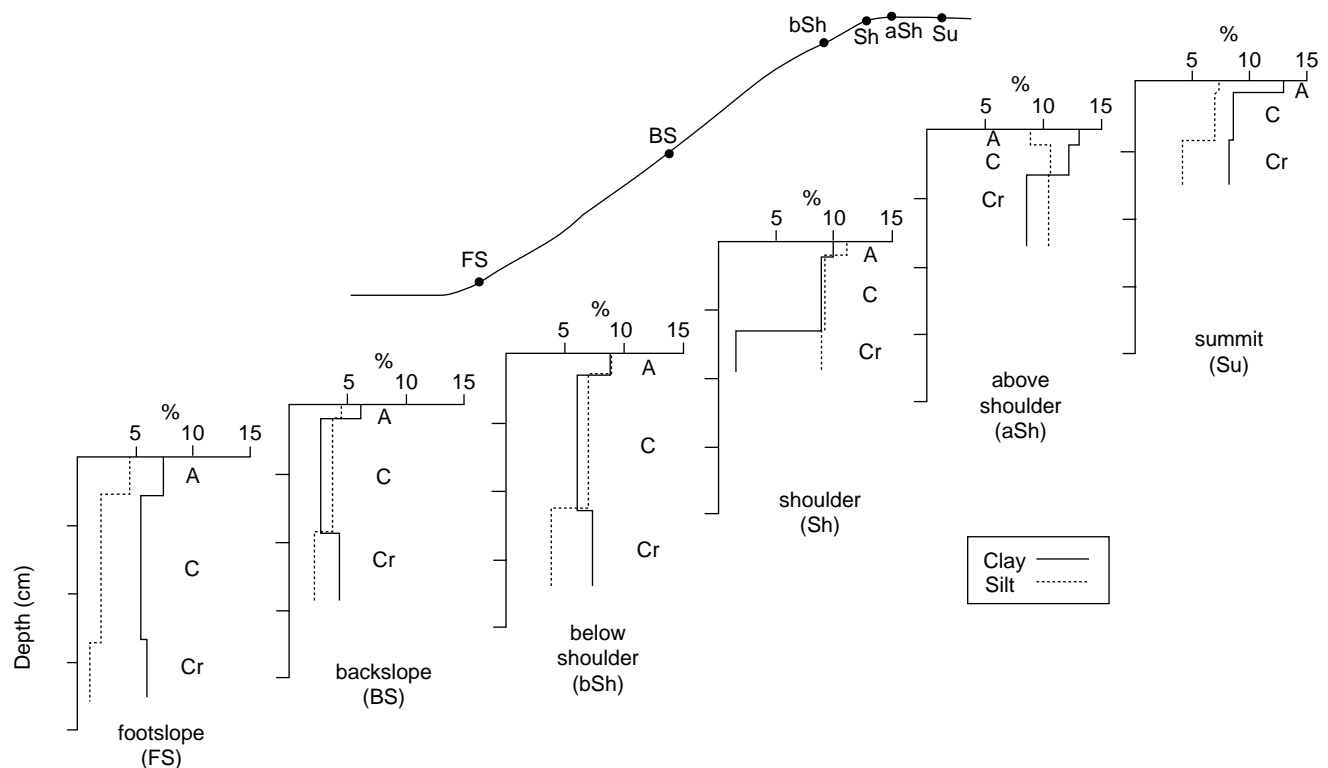 bSh
Sh
aSh
Su
BS
FS
%
5 10 15
A
C
Cr
summit
(Su)
%
5 10 15
A
C
Cr
above
shoulder
(aSh)
%
5 10 15
A
C
Cr
shoulder
(Sh)
%
5 10 15
A
C
Cr
below
shoulder
(bSh)
%
5 10 15
A
C
Cr
backslope
(BS)
%
5 10 15
A
C
Cr
footslope
(FS)
Depth (cm)
Clay
Silt